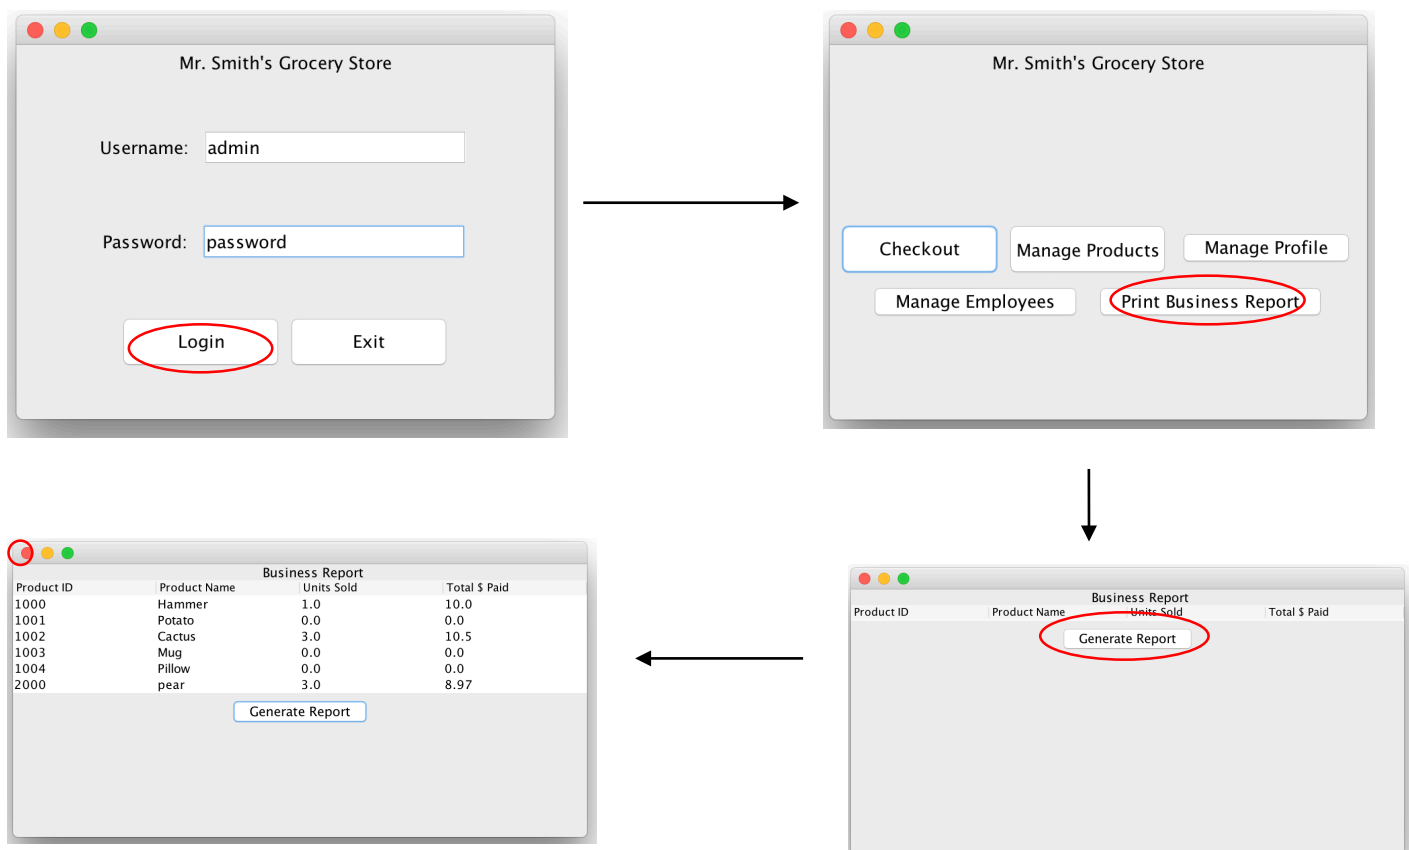 Mr. Smith's Grocery Store
Username: admin
Password: password
Login Exit
Mr. Smith's Grocery Store
Checkout Manage Products Manage Profile
Manage Employees Print Business Report
Business Report
Product ID Product Name Units Sold Total $ Paid
Generate Report
Business Report
Product ID Product Name Units Sold Total $ Paid
1000 Hammer 1.0 10.0
1001 Potato 0.0 0.0
1002 Cactus 3.0 10.5
1003 Mug 0.0 0.0
1004 Pillow 0.0 0.0
2000 pear 3.0 8.97
Generate Report